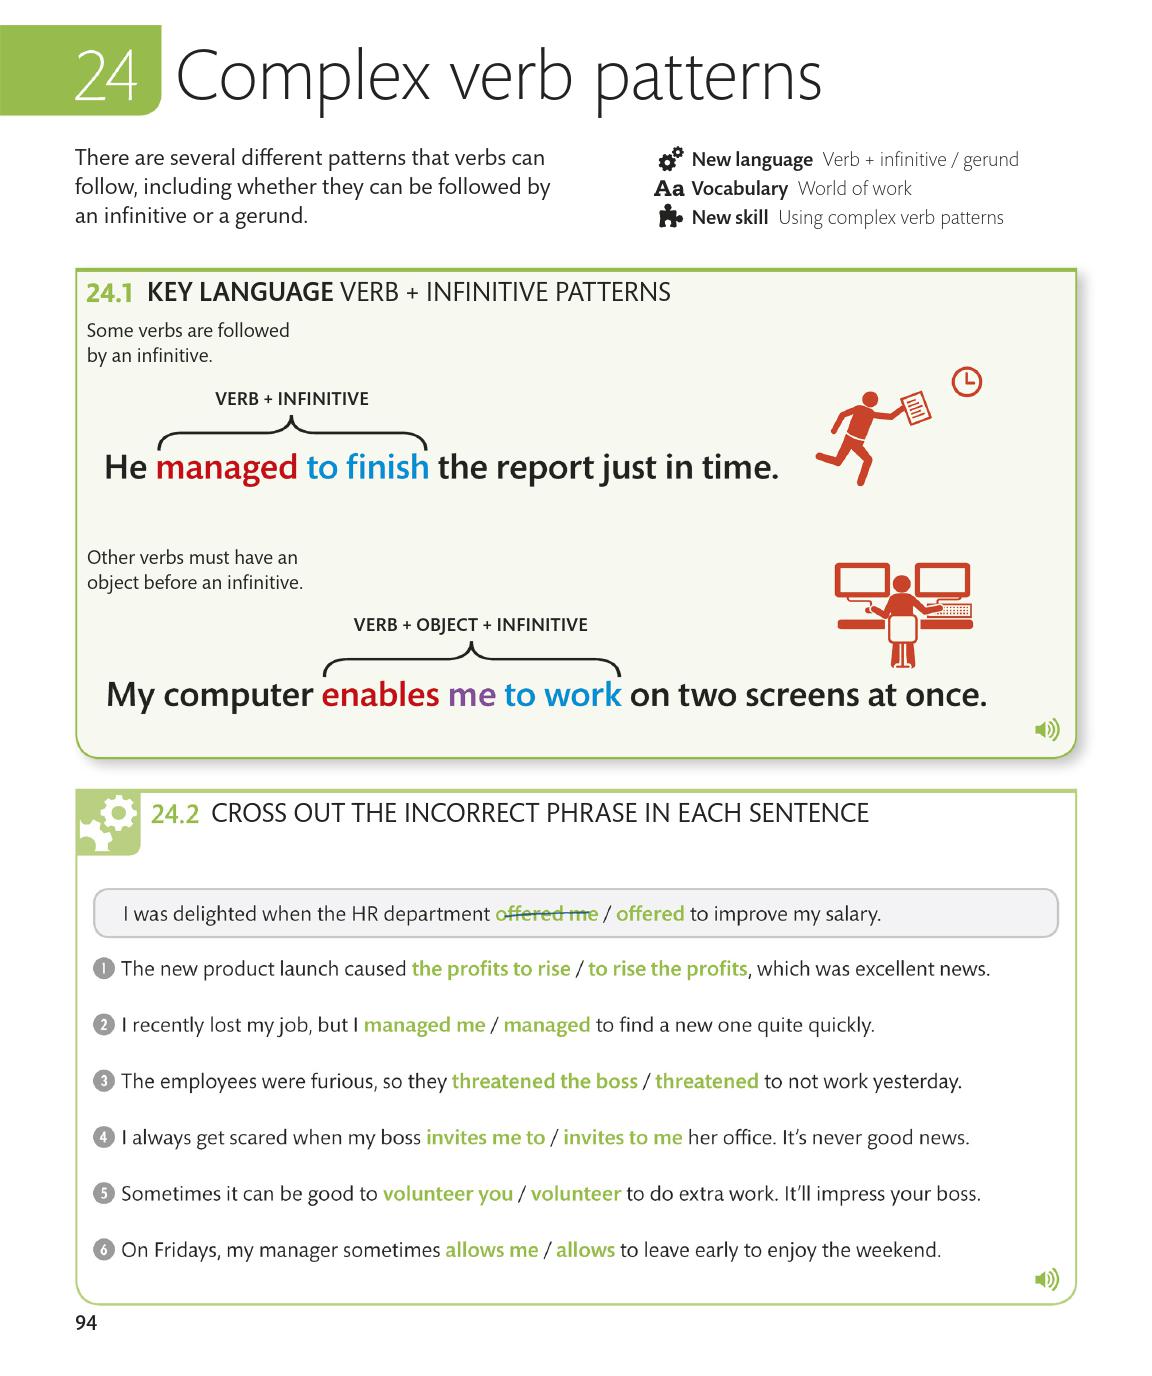 24 Complex verb patterns
There are several different patterns that verbs can
follow, including whether they can be followed by
an infinitive or a gerund.
New language Verb + infinitive / gerund
Aa Vocabulary World of work
New skill Using complex verb patterns
24.1 KEY LANGUAGE VERB + INFINITIVE PATTERNS
Some verbs are followed
by an infinitive.
VERB + INFINITIVE
He managed to finish the report just in time.
Other verbs must have an
object before an infinitive.
VERB + OBJECT + INFINITIVE
My computer enables me to work on two screens at once.
24.2 CROSS OUT THE INCORRECT PHRASE IN EACH SENTENCE
I was delighted when the HR department offered me / offered to improve my salary.
1 The new product launch caused the profits to rise / to rise the profits, which was excellent news.
2 I recently lost my job, but I managed me / managed to find a new one quite quickly.
3 The employees were furious, so they threatened the boss / threatened to not work yesterday.
4 I always get scared when my boss invites me to / invites to me her office. It's never good news.
5 Sometimes it can be good to volunteer you / volunteer to do extra work. It'll impress your boss.
6 On Fridays, my manager sometimes allows me / allows to leave early to enjoy the weekend.
94